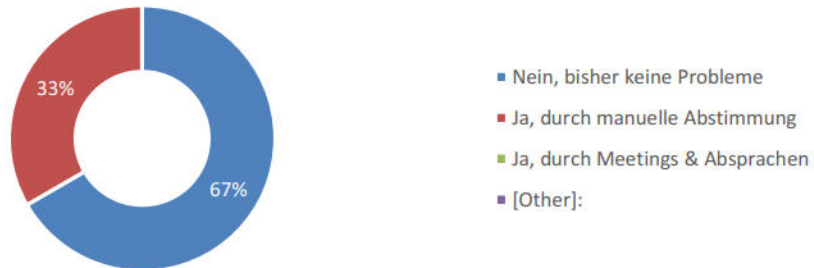 33%
67%
Nein, bisher keine Probleme
Ja, durch manuelle Abstimmung
Ja, durch Meetings & Absprachen
[Other]: